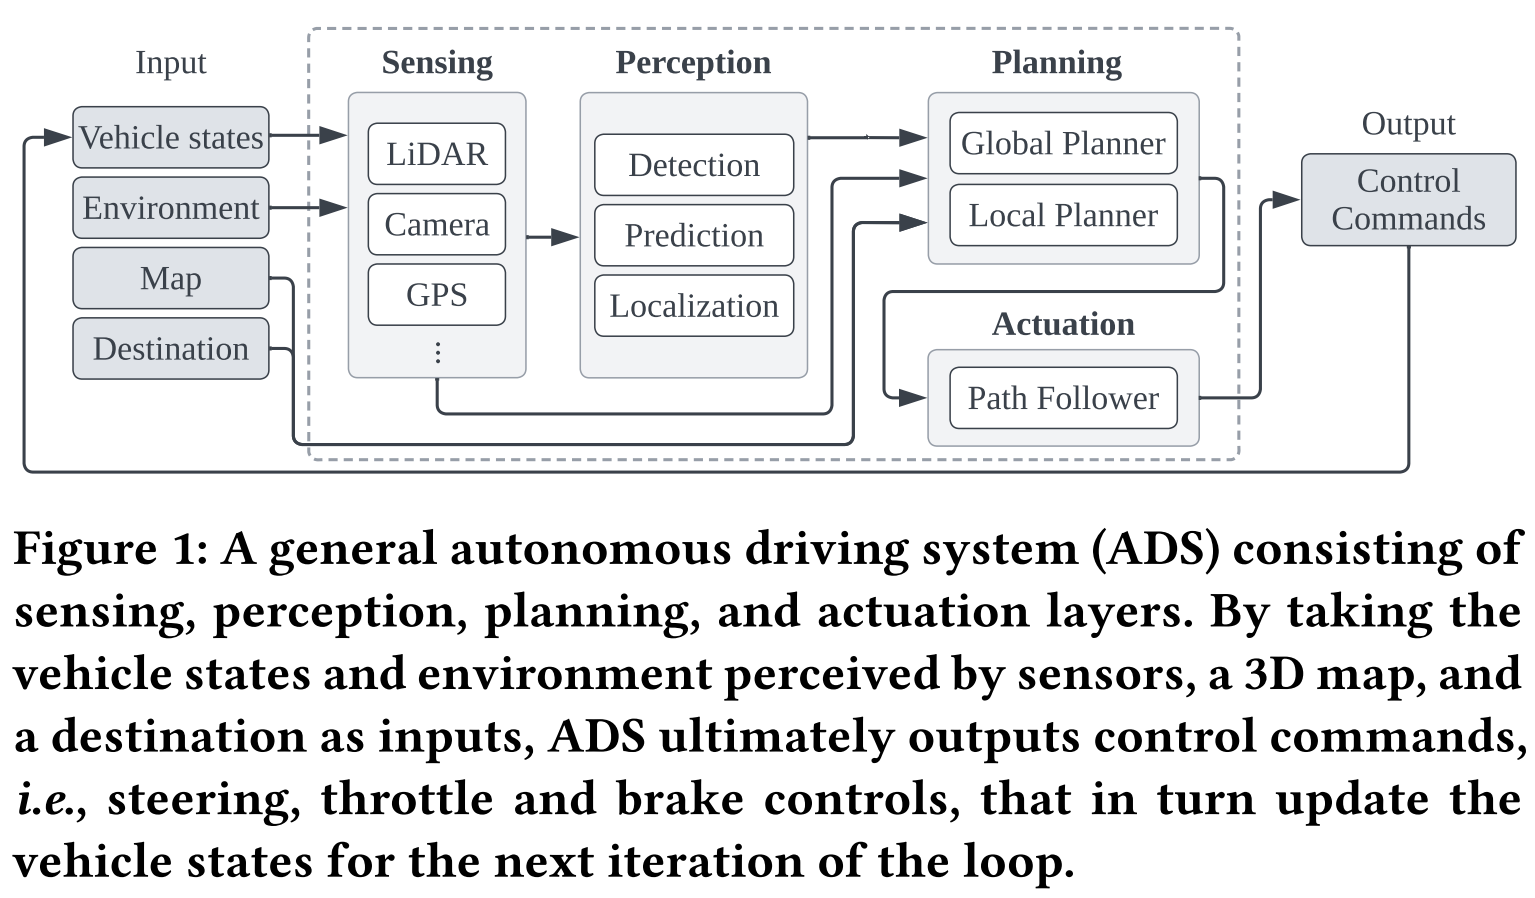 Input
Vehicle states
Environment
Map
Destination
Sensing
LiDAR
Camera
GPS
⋮
Perception
Detection
Prediction
Localization
Planning
Global Planner
Local Planner
Actuation
Path Follower
Output
Control
Commands
Figure 1: A general autonomous driving system (ADS) consisting of
sensing, perception, planning, and actuation layers. By taking the
vehicle states and environment perceived by sensors, a 3D map, and
a destination as inputs, ADS ultimately outputs control commands,
i.e., steering, throttle and brake controls, that in turn update the
vehicle states for the next iteration of the loop.